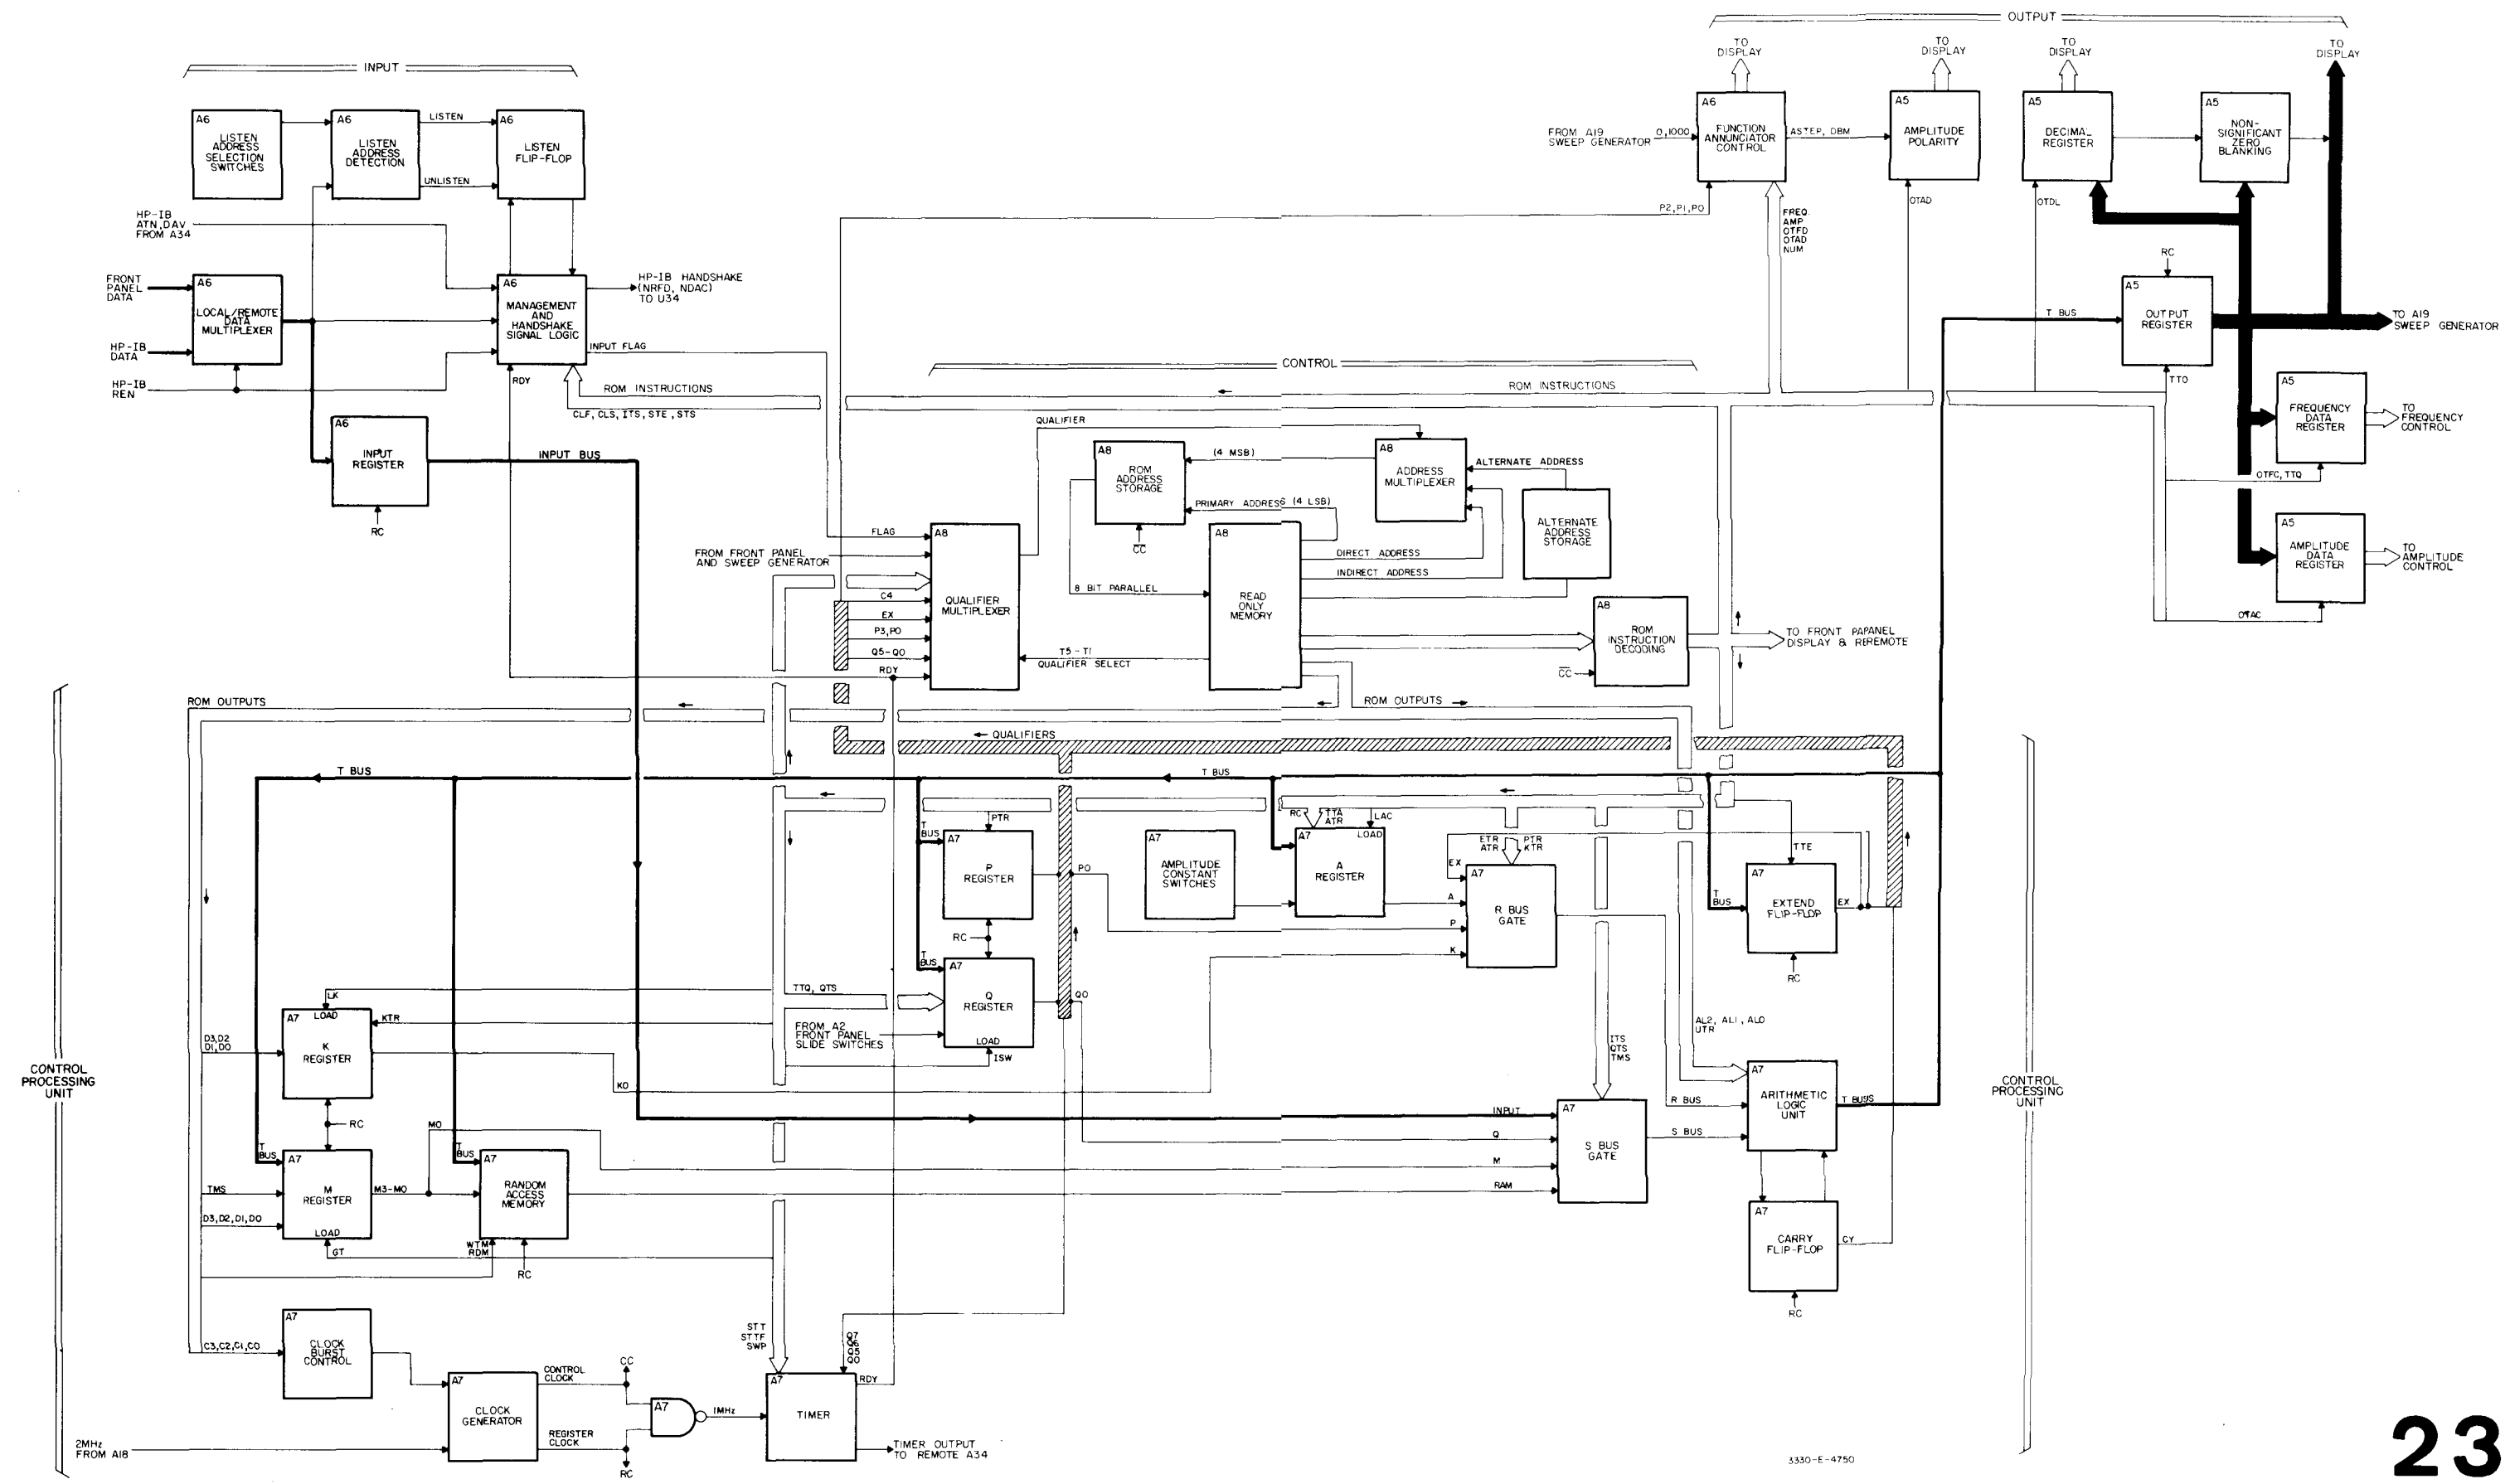 OUTPUT
TO
DISPLAY
TO
DISPLAY
TO
DISPLAY
TO
DISPLAY
INPUT
A6
LISTEN
ADDRESS
SELECTION
SWITCHES
A6
LISTEN
ADDRESS
DETECTION
LISTEN
UNLISTEN
A6
LISTEN
FLIP-FLOP
FROM A19
SWEEP GENERATOR
0,1000
A6
FUNCTION
ANNUNCIATOR
CONTROL
ASTEP, DBM
A5
AMPLITUDE
POLARITY
A5
DECIMAL
REGISTER
A5
NON-
SIGNIFICANT
ZERO
BLANKING
HP-IB
ATN,DAV
FROM A34
P2,P1,P0
FREQ.
AMP
OTFD
OTAD
NUM
OTAD
OTDL
FRONT
PANEL
DATA
A6
LOCAL/REMOTE
DATA
MULTIPLEXER
HP-IB
DATA
HP-IB
REN
A6
MANAGEMENT
AND
HANDSHAKE
SIGNAL LOGIC
HP-IB HANDSHAKE
(NRFD, NDAC)
TO U34
INPUT FLAG
RDY
ROM INSTRUCTIONS
CLF, CLS, ITS, STE, STS
RC
A5
OUTPUT
REGISTER
T BUS
TTO
TO A19
SWEEP GENERATOR
CONTROL
ROM INSTRUCTIONS
A5
FREQUENCY
DATA
REGISTER
TO
FREQUENCY
CONTROL
OTFC, TTQ
A5
AMPLITUDE
DATA
REGISTER
TO
AMPLITUDE
CONTROL
OTAC
A6
INPUT
REGISTER
RC
INPUT BUS
QUALIFIER
A8
ROM
ADDRESS
STORAGE
CC
(4 MSB)
A8
ADDRESS
MULTIPLEXER
ALTERNATE ADDRESS
PRIMARY ADDRESS (4 LSB)
ALTERNATE
ADDRESS
STORAGE
FLAG
FROM FRONT PANEL
AND SWEEP GENERATOR
A8
QUALIFIER
MULTIPLEXER
C4
EX
P3,P0
Q5-Q0
RDY
8 BIT PARALLEL
A8
READ
ONLY
MEMORY
DIRECT ADDRESS
INDIRECT ADDRESS
T5-T1
QUALIFIER SELECT
A8
ROM
INSTRUCTION
DECODING
CC
TO FRONT PAPANEL
DISPLAY & REREMOTE
ROM OUTPUTS
ROM OUTPUTS
QUALIFIERS
T BUS
T BUS
CONTROL
PROCESSING
UNIT
CONTROL
PROCESSING
UNIT
PTR
T
BUS
A7
P
REGISTER
PO
RC
T
BUS
A7
Q
REGISTER
LOAD
QO
ISW
TTQ, QTS
FROM A2
FRONT PANEL
SLIDE SWITCHES
A7
AMPLITUDE
CONSTANT
SWITCHES
RC
TTA
ATR
LAC
A7
LOAD
A
REGISTER
ETR
ATR
PTR
KTR
EX
A
P
K
A7
R BUS
GATE
TTE
T
BUS
A7
EXTEND
FLIP-FLOP
EX
RC
LK
A7
LOAD
K
REGISTER
KTR
D3,D2
D1,D0
KO
RC
T
BUS
A7
M
REGISTER
LOAD
TMS
D3,D2,D1,D0
M3-MO
MO
GT
T
BUS
A7
RANDOM
ACCESS
MEMORY
WTM
RDM
RC
ITS
QTS
TMS
INPUT
Q
M
RAM
A7
S BUS
GATE
AL2, AL1, AL0
UTR
R BUS
S BUS
A7
ARITHMETIC
LOGIC
UNIT
T BUS
A7
CARRY
FLIP-FLOP
CY
RC
C3,C2,C1,C0
A7
CLOCK
BURST
CONTROL
2MHz
FROM A18
A7
CLOCK
GENERATOR
CONTROL
CLOCK
CC
REGISTER
CLOCK
RC
A7
1MHz
STT
STTF
SWP
Q7
Q6
Q5
Q0
A7
TIMER
RDY
TIMER OUTPUT
TO REMOTE A34
3330-E-4750
23